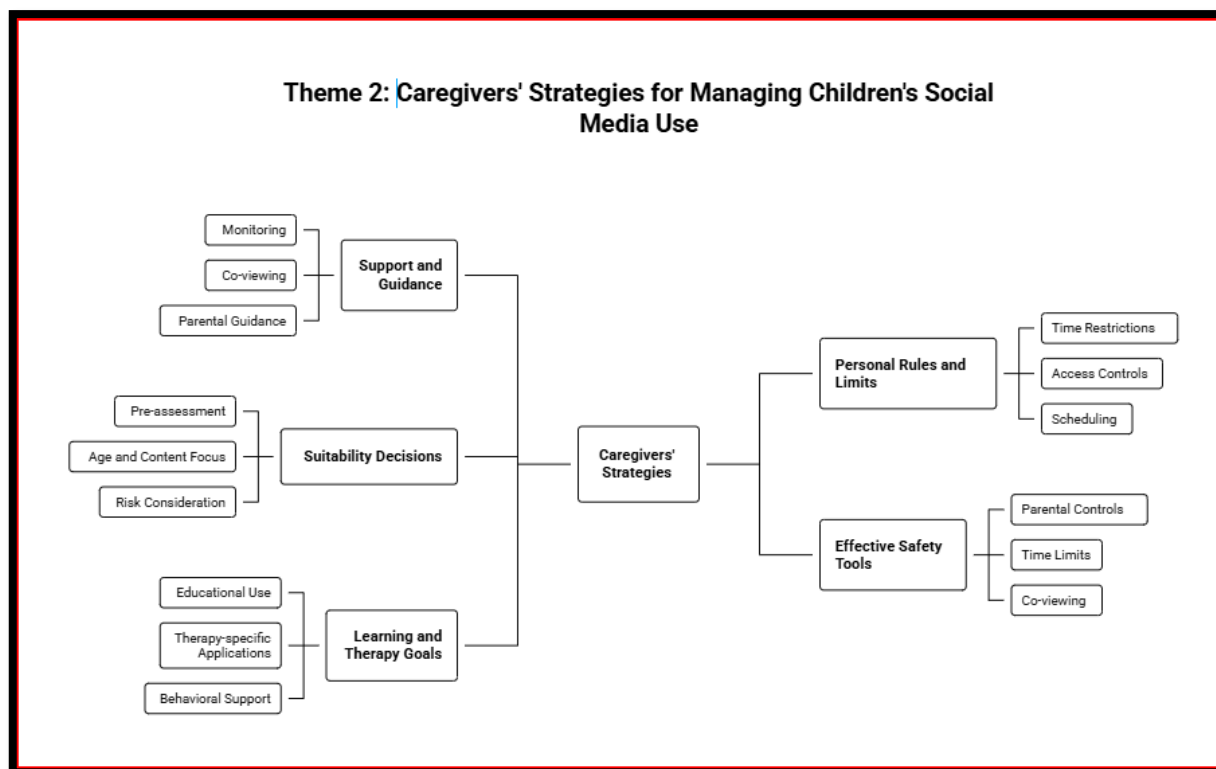 Theme 2: Caregivers' Strategies for Managing Children's Social
Media Use
Monitoring
Co-viewing
Parental Guidance
Support and
Guidance
Pre-assessment
Age and Content Focus
Risk Consideration
Suitability Decisions
Educational Use
Therapy-specific
Applications
Behavioral Support
Learning and
Therapy Goals
Caregivers'
Strategies
Personal Rules and
Limits
Time Restrictions
Access Controls
Scheduling
Effective Safety
Tools
Parental Controls
Time Limits
Co-viewing